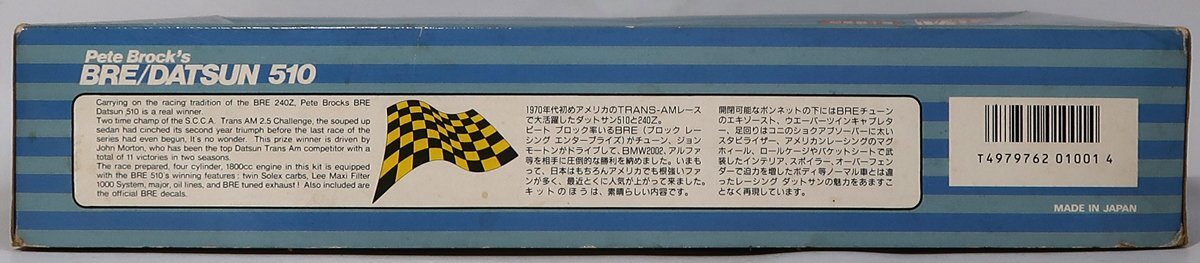 Pete Brock's
BRE/DATSUN 510
Carrying on the racing tradition of the BRE 240Z, Pete Brocks BRE
Datsun 510 is a real winner.
Two time champ of the S.C.C.A. Trans AM 2.5 Challenge, the souped up
sedan had cinched its second year triumph before the last race of the
series had even begun, It's no wonder. This prize winner is driven by
John Morton, who has been the top Datsun Trans Am competitor with a
total of 11 victories in two seasons.
The race prepared, four cylinder, 1800cc engine in this kit is equipped
with the BRE 510's winning features : twin Solex carbs, Lee Maxi Filter
1000 System, major, oil lines, and BRE tuned exhaust ! Also included are
the official BRE decals.
1970年代初めアメリカのTRANS-AMレース
で大活躍したダットサン510と240Z。
ピート ブロック率いるBRE (ブロック レー
シング エンタープライズ)がチューン、ジョン
モートンがドライブして、BMW2002、アルファ
等を相手に圧倒的な勝利を納めました。いまも
って、日本はもちろんアメリカでも根強いファ
ンが多く、最近とくに人気が上がって来ました。
キットのほうは、素晴らしい内容です。
開閉可能なボンネットの下にはBREチューン
のエキゾースト、ウエーバーツインキャブレタ
ー、足回りはコニのショクアブソーバーに太い
スタビライザー、アメリカンレーシングのマグ
ホィール、ロールケージやバケットシートで武
装したインテリア、スポイラー、オーバーフェン
ダーで迫力を増したボディ等ノーマル車とは違
ったレーシング ダットサンの魅力をあますこ
となく再現しています。
T4979762 01001 4
MADE IN JAPAN